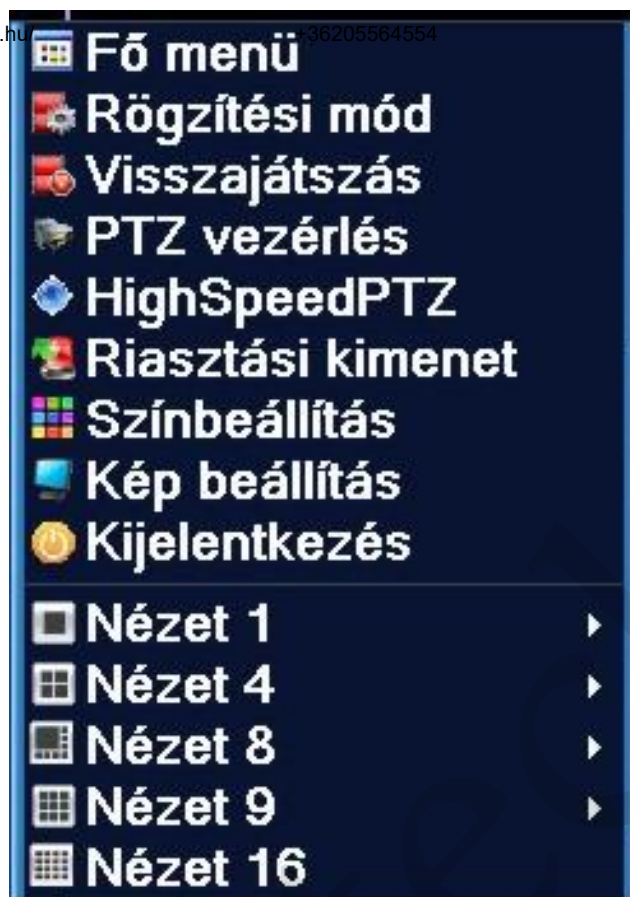 .hu/ +36205564554
Fő menü
Rögzítési mód
Visszajátszás
PTZ vezérlés
HighSpeedPTZ
Riasztási kimenet
Színbeállítás
Kép beállítás
Kijelentkezés
Nézet 1
Nézet 4
Nézet 8
Nézet 9
Nézet 16